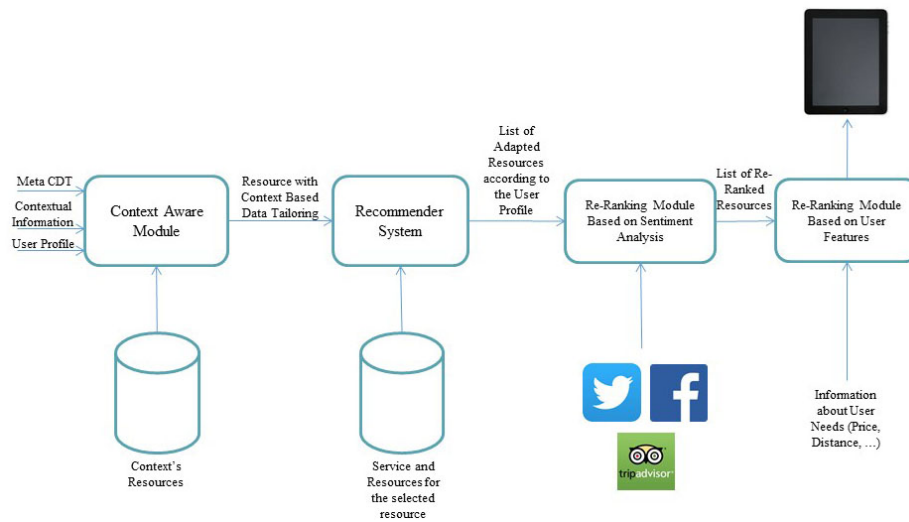 Meta CDT
Contextual
Information
User Profile
Context Aware
Module
Resource with
Context Based
Data Tailoring
Recommender
System
List of
Adapted
Resources
according to
the User
Profile
Re-Ranking Module
Based on Sentiment
Analysis
List of Re-
Ranked
Resources
Re-Ranking Module
Based on User
Features
Context's
Resources
Service and
Resources for
the selected
resource
tripadvisor
Information
about User
Needs (Price,
Distance, ...)